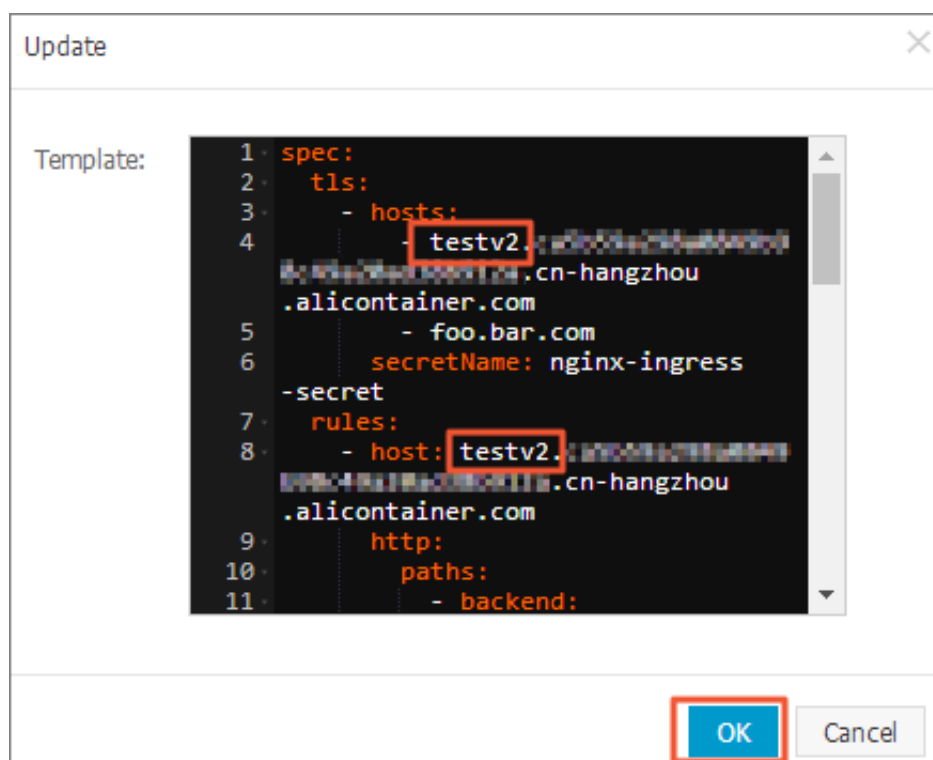 Update
Template:
1 spec:
2 tls:
3 - hosts:
4 - testv2.
.cn-hangzhou
.alicontainer.com
5 - foo.bar.com
6 secretName: nginx-ingress
-secret
7 rules:
8 - host: testv2.
.cn-hangzhou
.alicontainer.com
9 http:
10 paths:
11 - backend:
OK Cancel